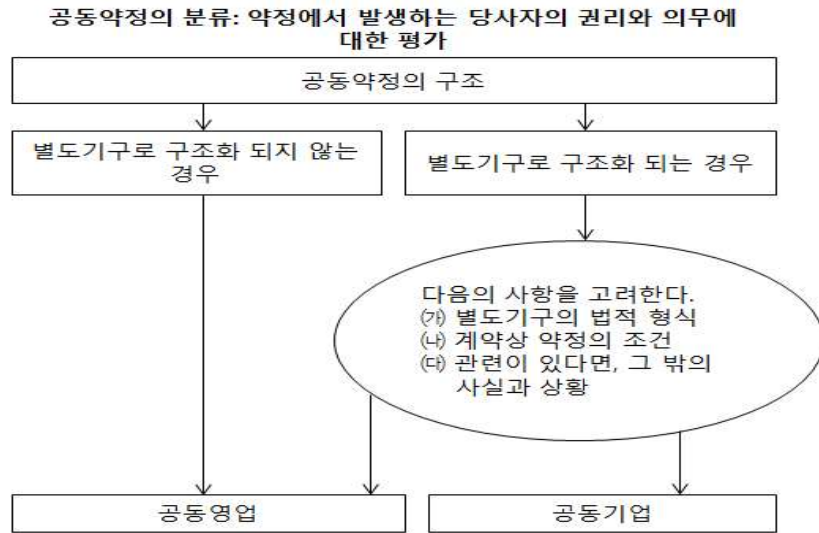 공동약정의 분류: 약정에서 발생하는 당사자의 권리와 의무에
대한 평가
공동약정의 구조
별도기구로 구조화 되지 않는
경우
별도기구로 구조화 되는 경우
다음의 사항을 고려한다.
㈎ 별도기구의 법적 형식
㈏ 계약상 약정의 조건
㈐ 관련이 있다면, 그 밖의
사실과 상황
공동영업
공동기업